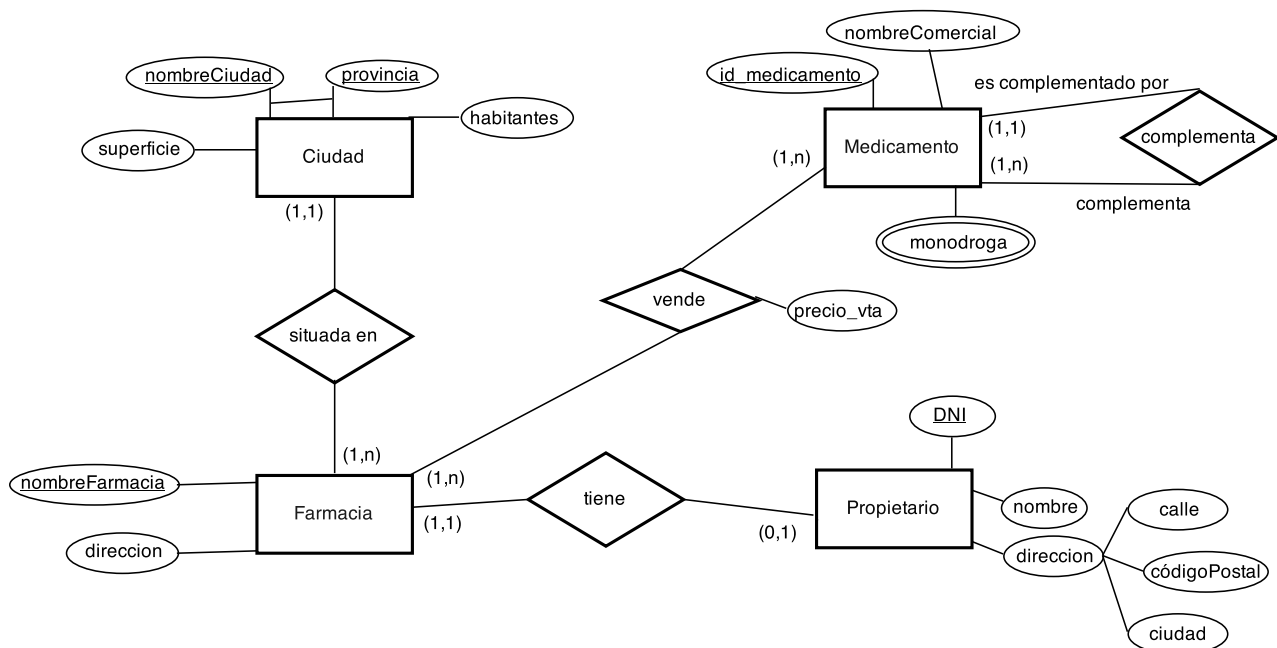 nombreComercial
nombreCiudad
provincia
id_medicamento
es complementado por
habitantes
(1,1)
complementa
superficie
Ciudad
Medicamento
(1,n)
(1,n)
(1,1)
complementa
monodroga
vende
precio_vta
situada en
DNI
(1,n)
nombreFarmacia
(1,n)
tiene
Farmacia
(1,1)
(0,1)
Propietario
nombre
calle
direccion
direccion
códigoPostal
ciudad